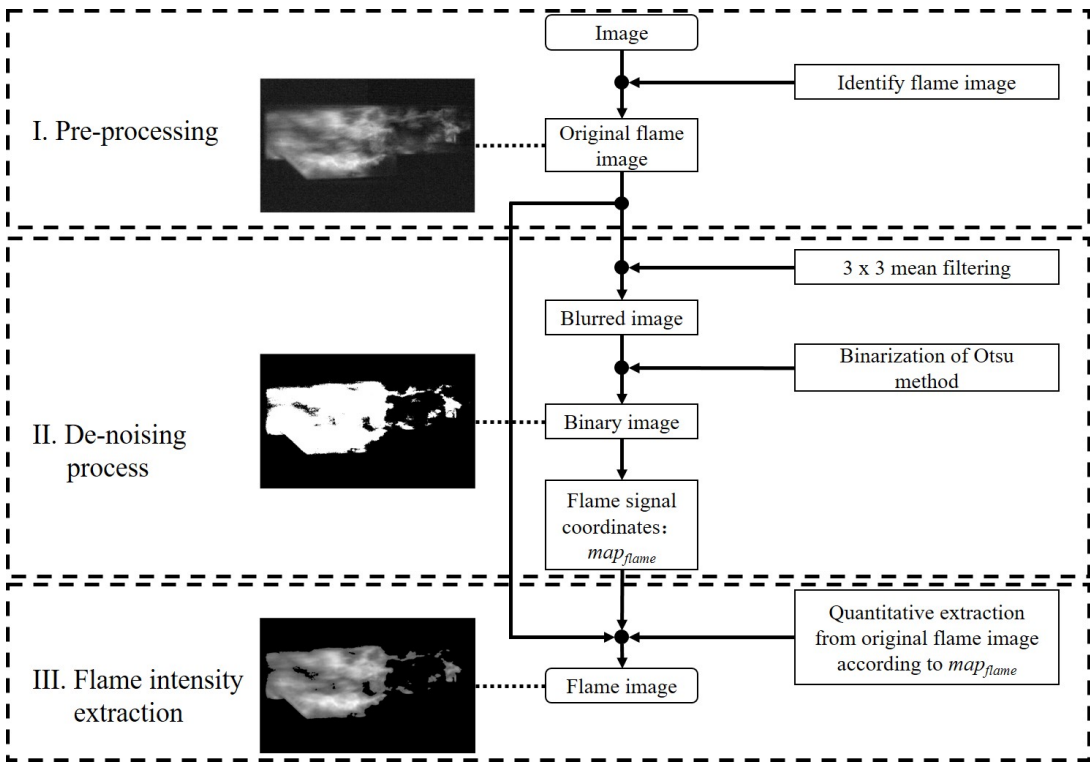 Image
Identify flame image
I. Pre-processing
Original flame
image
3 x 3 mean filtering
Blurred image
Binarization of Otsu
method
II. De-noising
process
Binary image
Flame signal
coordinates：
map_flame
Quantitative extraction
from original flame image
according to map_flame
III. Flame intensity
extraction
Flame image